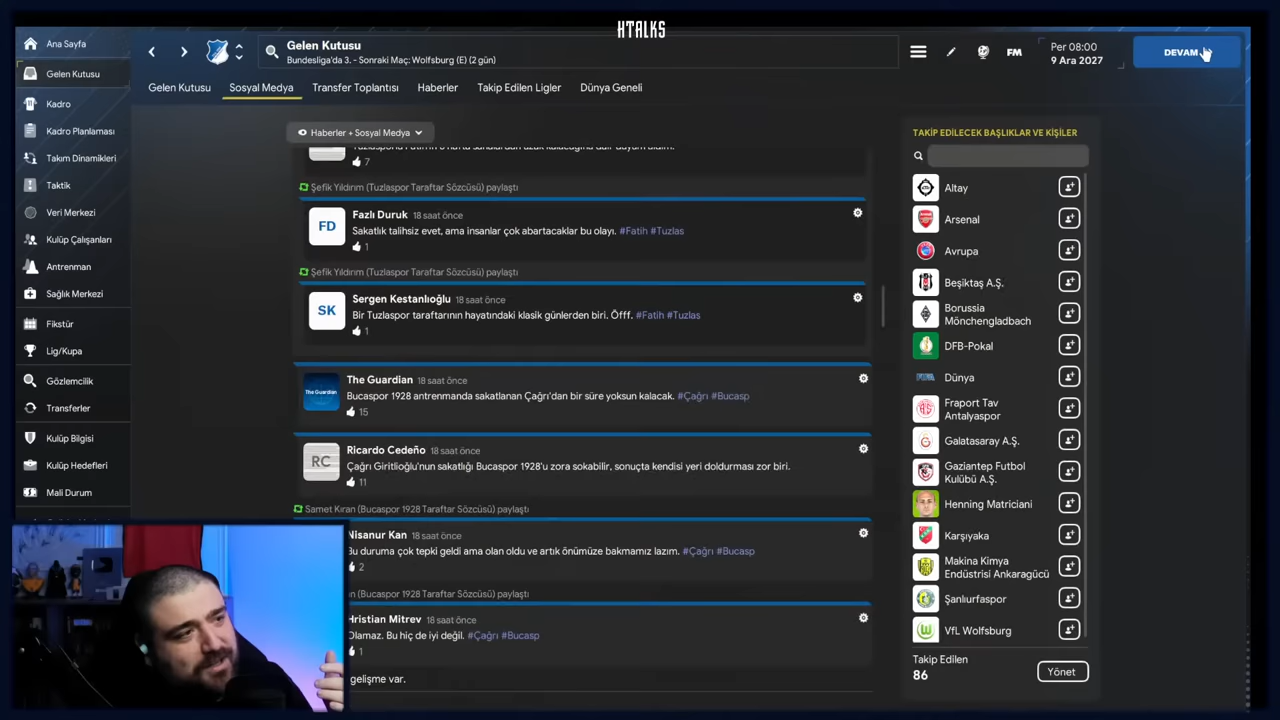 HTALKS
Ana Sayfa
Gelen Kutusu
Kadro
Kadro Planlaması
Takım Dinamikleri
Taktik
Veri Merkezi
Kulüp Çalışanları
Antrenman
Sağlık Merkezi
Fikstür
Lig/Kupa
Gözlemcilik
Transferler
Kulüp Bilgisi
Kulüp Hedefleri
Mali Durum
Gelen Kutusu
Bundesliga'da 3. - Sonraki Maç: Wolfsburg (E) (2 gün)
FM
Per 08:00
9 Ara 2027
DEVAM
Gelen Kutusu
Sosyal Medya
Transfer Toplantısı
Haberler
Takip Edilen Ligler
Dünya Geneli
Haberler + Sosyal Medya
7
Şefik Yıldırım (Tuzlaspor Taraftar Sözcüsü) paylaştı
FD
Fazlı Duruk 18 saat önce
Sakatlık talihsiz evet, ama insanlar çok abartacaklar bu olayı. #Fatih #Tuzlas
1
Şefik Yıldırım (Tuzlaspor Taraftar Sözcüsü) paylaştı
SK
Sergen Kestanlıoğlu 18 saat önce
Bir Tuzlaspor taraftarının hayatındaki klasik günlerden biri. Öfff. #Fatih #Tuzlas
1
The Guardian
The Guardian 18 saat önce
Bucaspor 1928 antrenmanda sakatlanan Çağrı'dan bir süre yoksun kalacak. #Çağrı #Bucasp
15
RC
Ricardo Cedeño 18 saat önce
Çağrı Giritlioğlu'nun sakatlığı Bucaspor 1928'u zora sokabilir, sonuçta kendisi yeri doldurması zor biri.
11
Samet Kıran (Bucaspor 1928 Taraftar Sözcüsü) paylaştı
Nisanur Kan 18 saat önce
Bu duruma çok tepki geldi ama olan oldu ve artık önümüze bakmamız lazım. #Çağrı #Bucasp
2
(Bucaspor 1928 Taraftar Sözcüsü) paylaştı
Hristian Mitrev 18 saat önce
Olamaz. Bu hiç de iyi değil. #Çağrı #Bucasp
1
gelişme var.
TAKİP EDİLECEK BAŞLIKLAR VE KİŞİLER
Altay
Arsenal
Avrupa
Beşiktaş A.Ş.
Borussia
Mönchengladbach
DFB-Pokal
FIFA
Dünya
Fraport Tav
Antalyaspor
Galatasaray A.Ş.
Gaziantep Futbol
Kulübü A.Ş.
Henning Matriciani
Karşıyaka
Makina Kimya
Endüstrisi Ankaragücü
Şanlıurfaspor
VfL Wolfsburg
Takip Edilen
86
Yönet